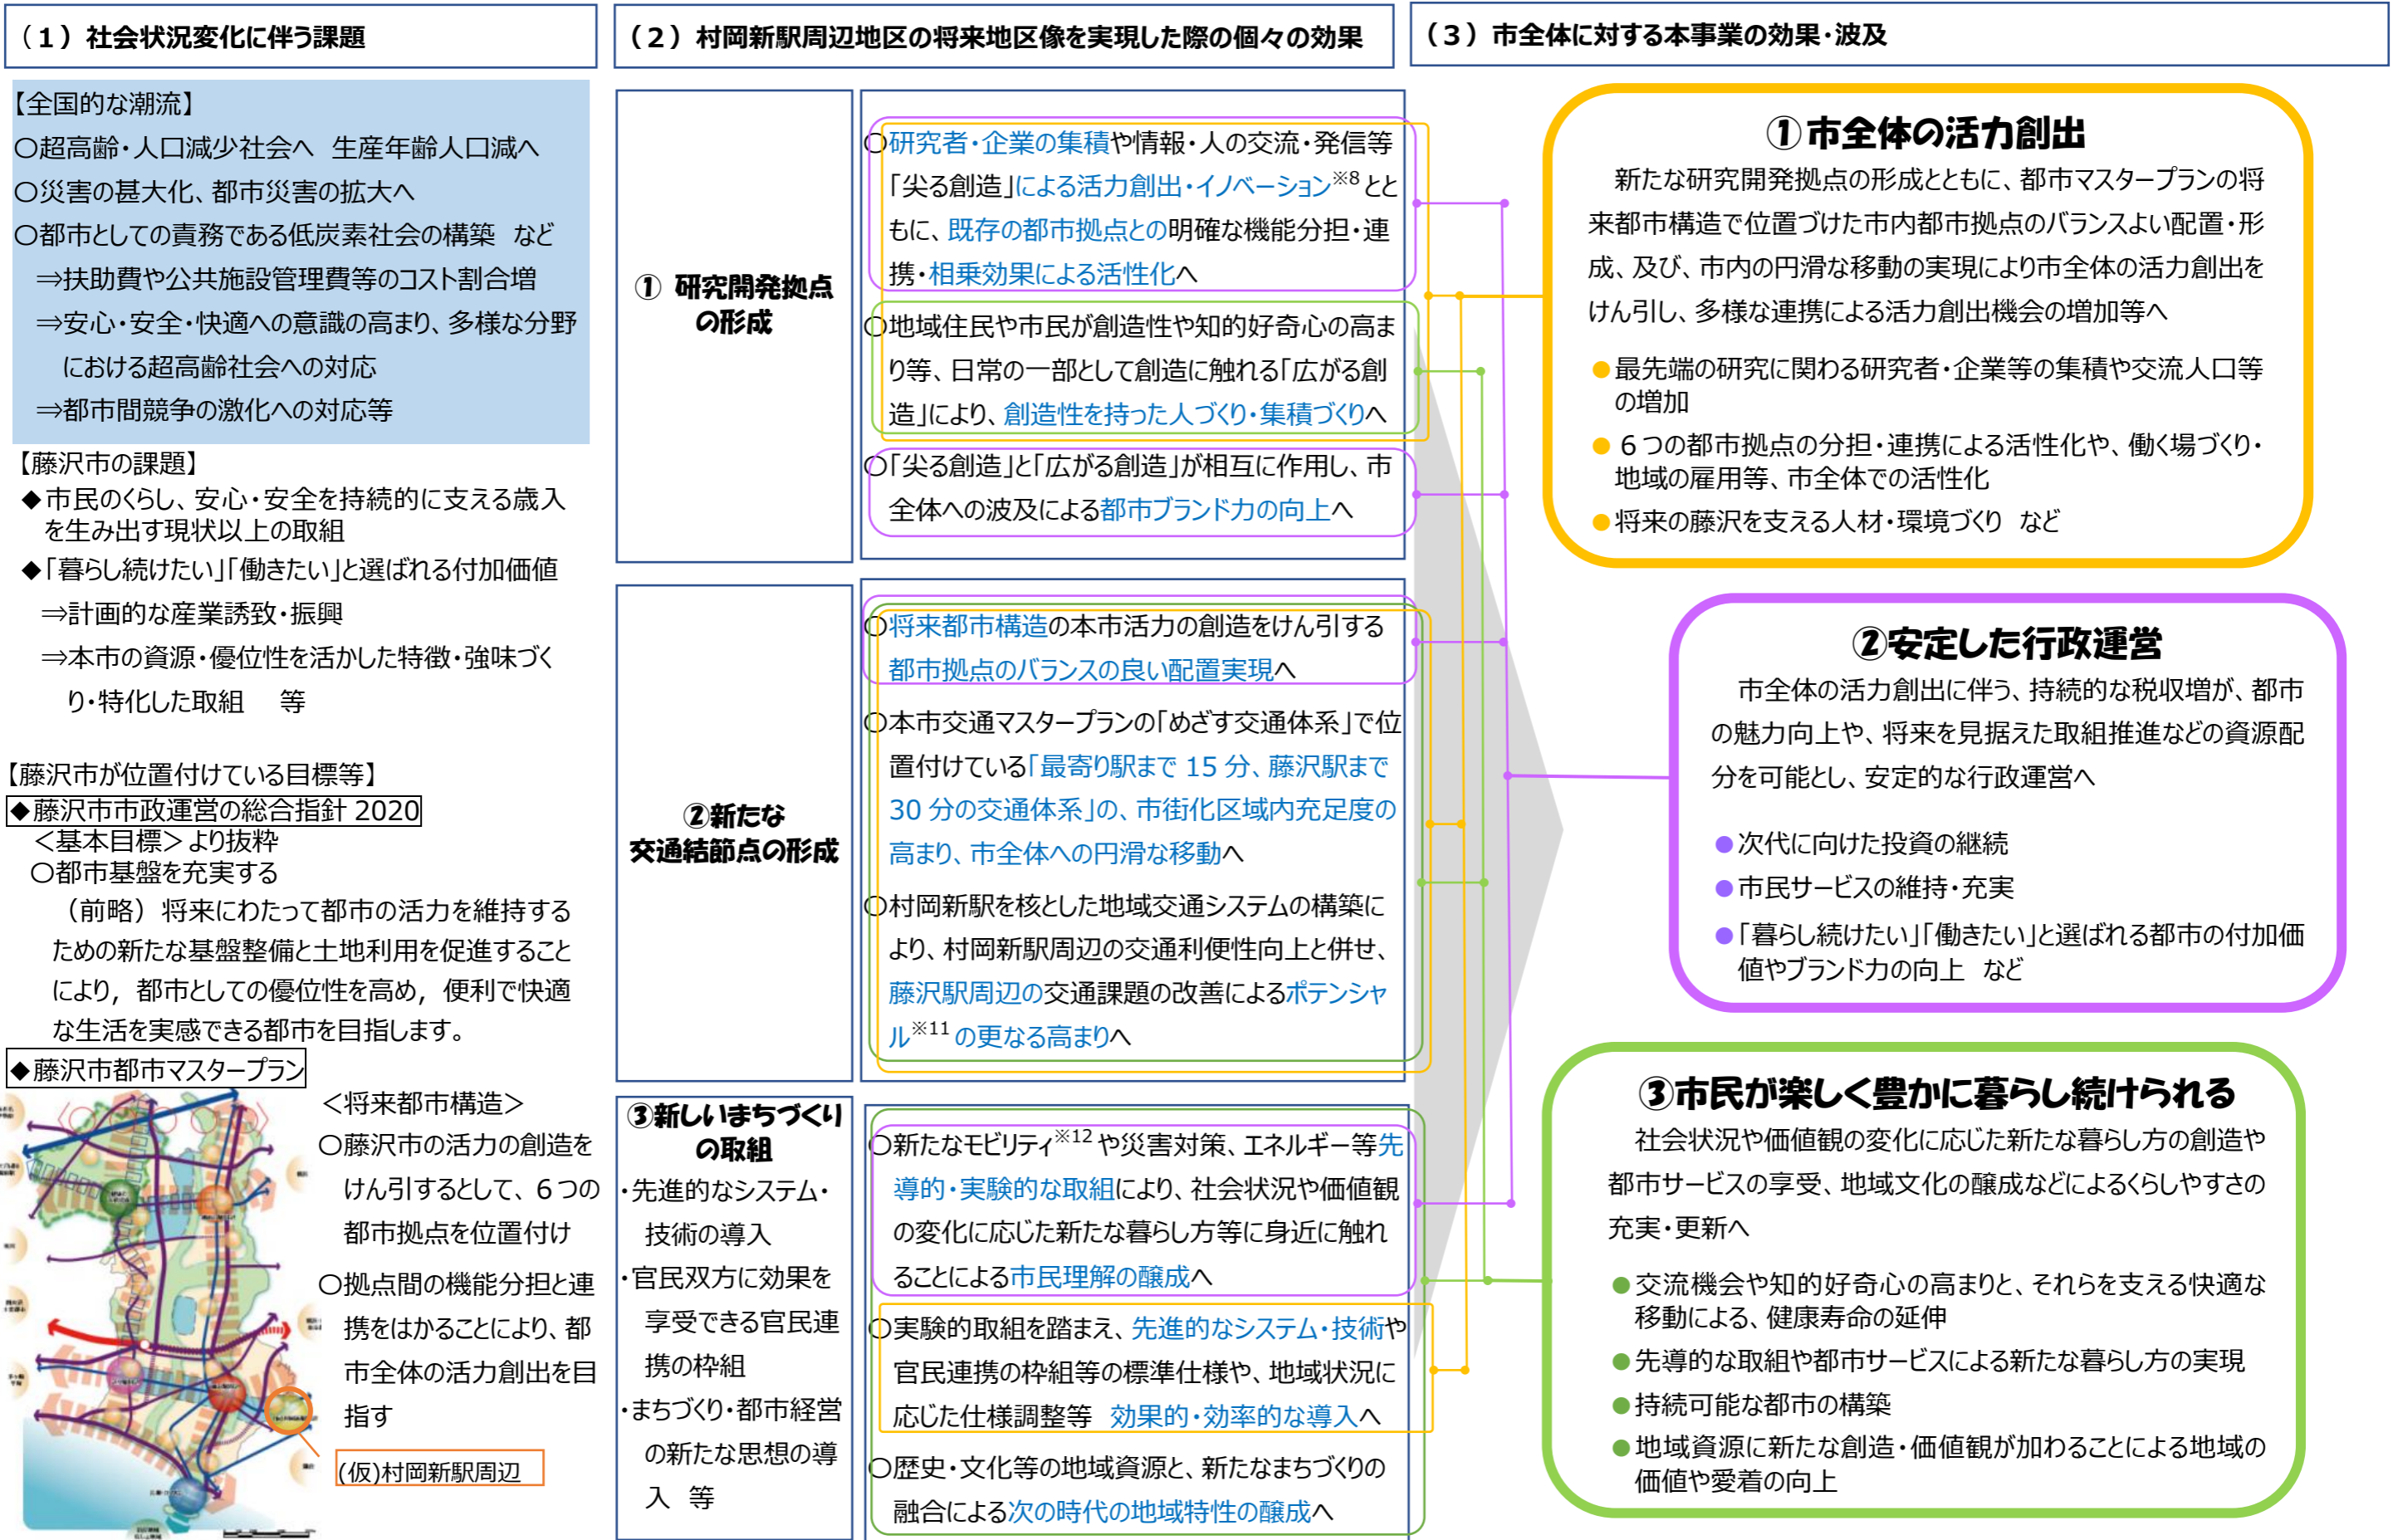 （１）社会状況変化に伴う課題
【全国的な潮流】
〇超高齢・人口減少社会へ　生産年齢人口減へ
〇災害の甚大化、都市災害の拡大へ
〇都市としての責務である低炭素社会の構築　など
⇒扶助費や公共施設管理費等のコスト割合増
⇒安心・安全・快適への意識の高まり、多様な分野
における超高齢社会への対応
⇒都市間競争の激化への対応等
【藤沢市の課題】
◆市民のくらし、安心・安全を持続的に支える歳入
を生み出す現状以上の取組
◆「暮らし続けたい」「働きたい」と選ばれる付加価値
⇒計画的な産業誘致・振興
⇒本市の資源・優位性を活かした特徴・強味づく
り・特化した取組　等
【藤沢市が位置付けている目標等】
◆藤沢市市政運営の総合指針 2020
＜基本目標＞より抜粋
〇都市基盤を充実する
（前略）将来にわたって都市の活力を維持する
ための新たな基盤整備と土地利用を促進すること
により，都市としての優位性を高め，便利で快適
な生活を実感できる都市を目指します。
◆藤沢市都市マスタープラン
＜将来都市構造＞
〇藤沢市の活力の創造を
けん引するとして、６つの
都市拠点を位置付け
〇拠点間の機能分担と連
携をはかることにより、都
市全体の活力創出を目
指す
(仮)村岡新駅周辺
（２）村岡新駅周辺地区の将来地区像を実現した際の個々の効果
① 研究開発拠点
の形成
〇研究者・企業の集積や情報・人の交流・発信等
「尖る創造」による活力創出・イノベーション※8とと
もに、既存の都市拠点との明確な機能分担・連
携・相乗効果による活性化へ
〇地域住民や市民が創造性や知的好奇心の高ま
り等、日常の一部として創造に触れる「広がる創
造」により、創造性を持った人づくり・集積づくりへ
〇「尖る創造」と「広がる創造」が相互に作用し、市
全体への波及による都市ブランド力の向上へ
②新たな
交通結節点の形成
〇将来都市構造の本市活力の創造をけん引する
都市拠点のバランスの良い配置実現へ
〇本市交通マスタープランの「めざす交通体系」で位
置付けている「最寄り駅まで 15 分、藤沢駅まで
30 分の交通体系」の、市街化区域内充足度の
高まり、市全体への円滑な移動へ
〇村岡新駅を核とした地域交通システムの構築に
より、村岡新駅周辺の交通利便性向上と併せ、
藤沢駅周辺の交通課題の改善によるポテンシャ
ル※11の更なる高まりへ
③新しいまちづくり
の取組
・先進的なシステム・
技術の導入
・官民双方に効果を
享受できる官民連
携の枠組
・まちづくり・都市経営
の新たな思想の導
入　等
〇新たなモビリティ※12や災害対策、エネルギー等先
導的・実験的な取組により、社会状況や価値観
の変化に応じた新たな暮らし方等に身近に触れ
ることによる市民理解の醸成へ
〇実験的取組を踏まえ、先進的なシステム・技術や
官民連携の枠組等の標準仕様や、地域状況に
応じた仕様調整等　効果的・効率的な導入へ
〇歴史・文化等の地域資源と、新たなまちづくりの
融合による次の時代の地域特性の醸成へ
（３）市全体に対する本事業の効果・波及
①市全体の活力創出
新たな研究開発拠点の形成とともに、都市マスタープランの将
来都市構造で位置づけた市内都市拠点のバランスよい配置・形
成、及び、市内の円滑な移動の実現により市全体の活力創出を
けん引し、多様な連携による活力創出機会の増加等へ
●最先端の研究に関わる研究者・企業等の集積や交流人口等
の増加
●６つの都市拠点の分担・連携による活性化や、働く場づくり・
地域の雇用等、市全体での活性化
●将来の藤沢を支える人材・環境づくり　など
②安定した行政運営
市全体の活力創出に伴う、持続的な税収増が、都市
の魅力向上や、将来を見据えた取組推進などの資源配
分を可能とし、安定的な行政運営へ
●次代に向けた投資の継続
●市民サービスの維持・充実
●「暮らし続けたい」「働きたい」と選ばれる都市の付加価
値やブランド力の向上　など
③市民が楽しく豊かに暮らし続けられる
社会状況や価値観の変化に応じた新たな暮らし方の創造や
都市サービスの享受、地域文化の醸成などによるくらしやすさの
充実・更新へ
●交流機会や知的好奇心の高まりと、それらを支える快適な
移動による、健康寿命の延伸
●先導的な取組や都市サービスによる新たな暮らし方の実現
●持続可能な都市の構築
●地域資源に新たな創造・価値観が加わることによる地域の
価値や愛着の向上